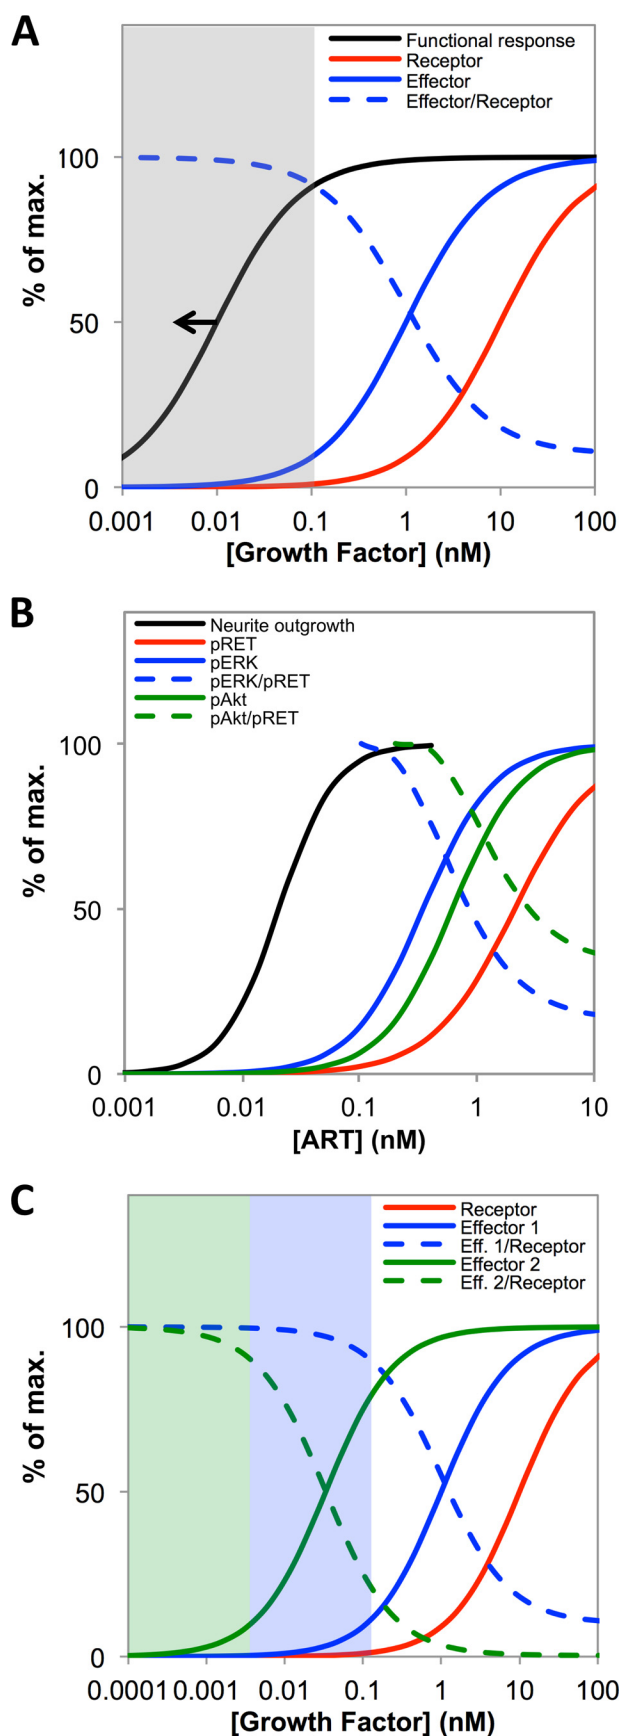 A
Functional response
Receptor
Effector
Effector/Receptor
% of max.
100
50
0
0.001 0.01 0.1 1 10 100
[Growth Factor] (nM)
B
Neurite outgrowth
pRET
pERK
pERK/pRET
pAkt
pAkt/pRET
% of max.
100
50
0
0.001 0.01 0.1 1 10
[ART] (nM)
C
Receptor
Effector 1
Eff. 1/Receptor
Effector 2
Eff. 2/Receptor
% of max.
100
50
0
0.0001 0.001 0.01 0.1 1 10 100
[Growth Factor] (nM)